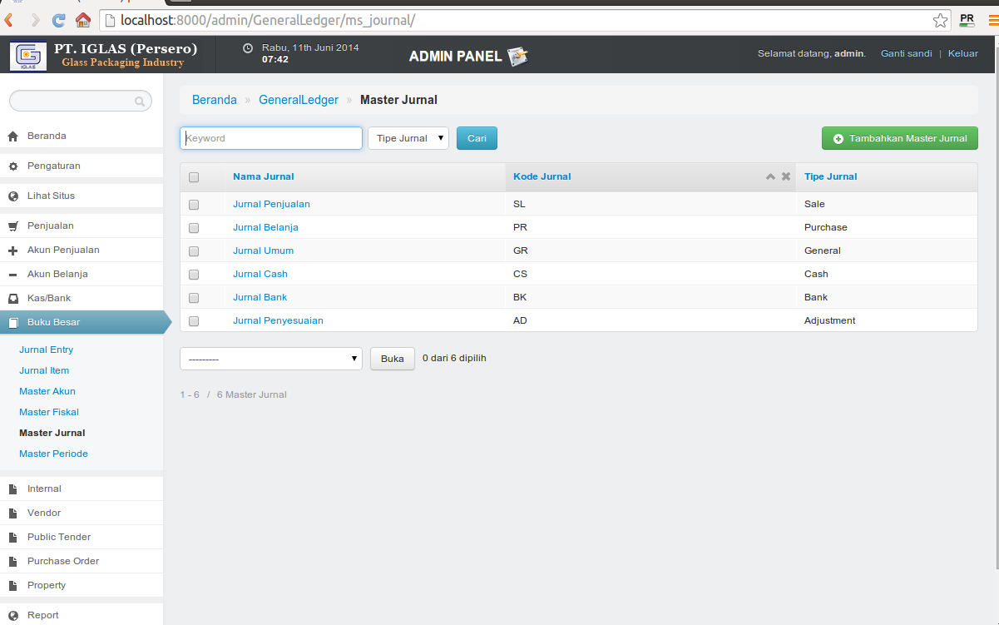 localhost:8000/admin/GeneralLedger/ms_journal/
PR
IGLAS
PT. IGLAS (Persero)
Glass Packaging Industry
Rabu, 11th Juni 2014
07:42
ADMIN PANEL
Selamat datang, admin. Ganti sandi | Keluar
Beranda
Pengaturan
Lihat Situs
Penjualan
Akun Penjualan
Akun Belanja
Kas/Bank
Buku Besar
Jurnal Entry
Jurnal Item
Master Akun
Master Fiskal
Master Jurnal
Master Periode
Internal
Vendor
Public Tender
Purchase Order
Property
Report
Beranda » GeneralLedger » Master Jurnal
Keyword Tipe Jurnal Cari Tambahkan Master Jurnal
Nama Jurnal Kode Jurnal Tipe Jurnal
Jurnal Penjualan SL Sale
Jurnal Belanja PR Purchase
Jurnal Umum GR General
Jurnal Cash CS Cash
Jurnal Bank BK Bank
Jurnal Penyesuaian AD Adjustment
--------- Buka 0 dari 6 dipilih
1 - 6 / 6 Master Jurnal